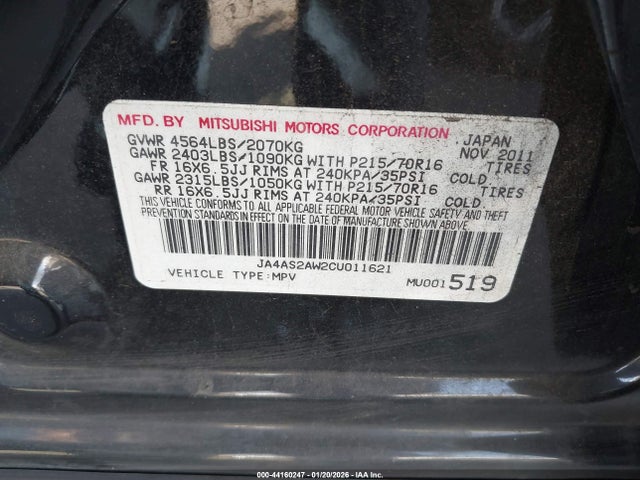 MFD. BY MITSUBISHI MOTORS CORPORATION JAPAN
GVWR 4564LBS/2070KG NOV 2011
GAWR 2403LBS/1090KG WITH P215/70R16 TIRES
FR 16X6.5JJ RIMS AT 240KPA/35PSI COLD
GAWR 2315LBS/1050KG WITH P215/70R16 TIRES
RR 16X6.5JJ RIMS AT 240KPA/35PSI COLD
THIS VEHICLE CONFORMS TO ALL APPLICABLE FEDERAL MOTOR VEHICLE SAFETY AND THEFT
PREVENTION STANDARDS IN EFFECT ON THE DATE OF MANUFACTURE SHOWN ABOVE.
JA4AS2AW2CU011621
VEHICLE TYPE:MPV MU001519
000-44160247 - 01/20/2026 - IAA Inc.